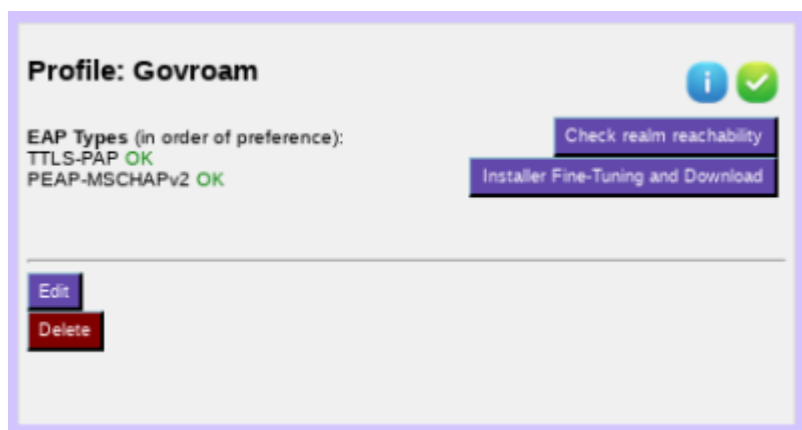 Profile: Govroam
i
EAP Types (in order of preference):
TTLS-PAP OK
PEAP-MSCHAPv2 OK
Check realm reachability
Installer Fine-Tuning and Download
Edit
Delete